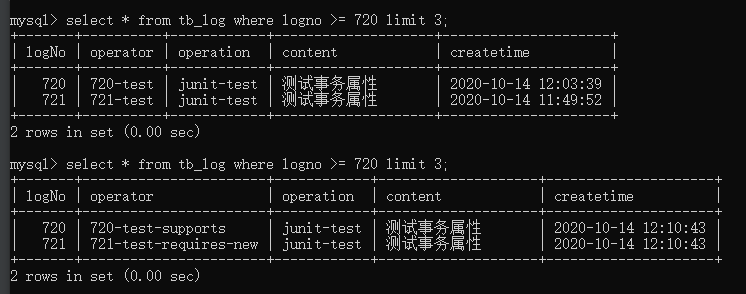 mysql> select * from tb_log where logno >= 720 limit 3;
+-------+----------+------------+--------------+---------------------+
| logNo | operator | operation  | content      | createtime          |
+-------+----------+------------+--------------+---------------------+
|   720 | 720-test | junit-test | 测试事务属性 | 2020-10-14 12:03:39 |
|   721 | 721-test | junit-test | 测试事务属性 | 2020-10-14 11:49:52 |
+-------+----------+------------+--------------+---------------------+
2 rows in set (0.00 sec)
mysql> select * from tb_log where logno >= 720 limit 3;
+-------+-----------------------+------------+--------------+---------------------+
| logNo | operator              | operation  | content      | createtime          |
+-------+-----------------------+------------+--------------+---------------------+
|   720 | 720-test-supports     | junit-test | 测试事务属性 | 2020-10-14 12:10:43 |
|   721 | 721-test-requires-new | junit-test | 测试事务属性 | 2020-10-14 12:10:43 |
+-------+-----------------------+------------+--------------+---------------------+
2 rows in set (0.00 sec)